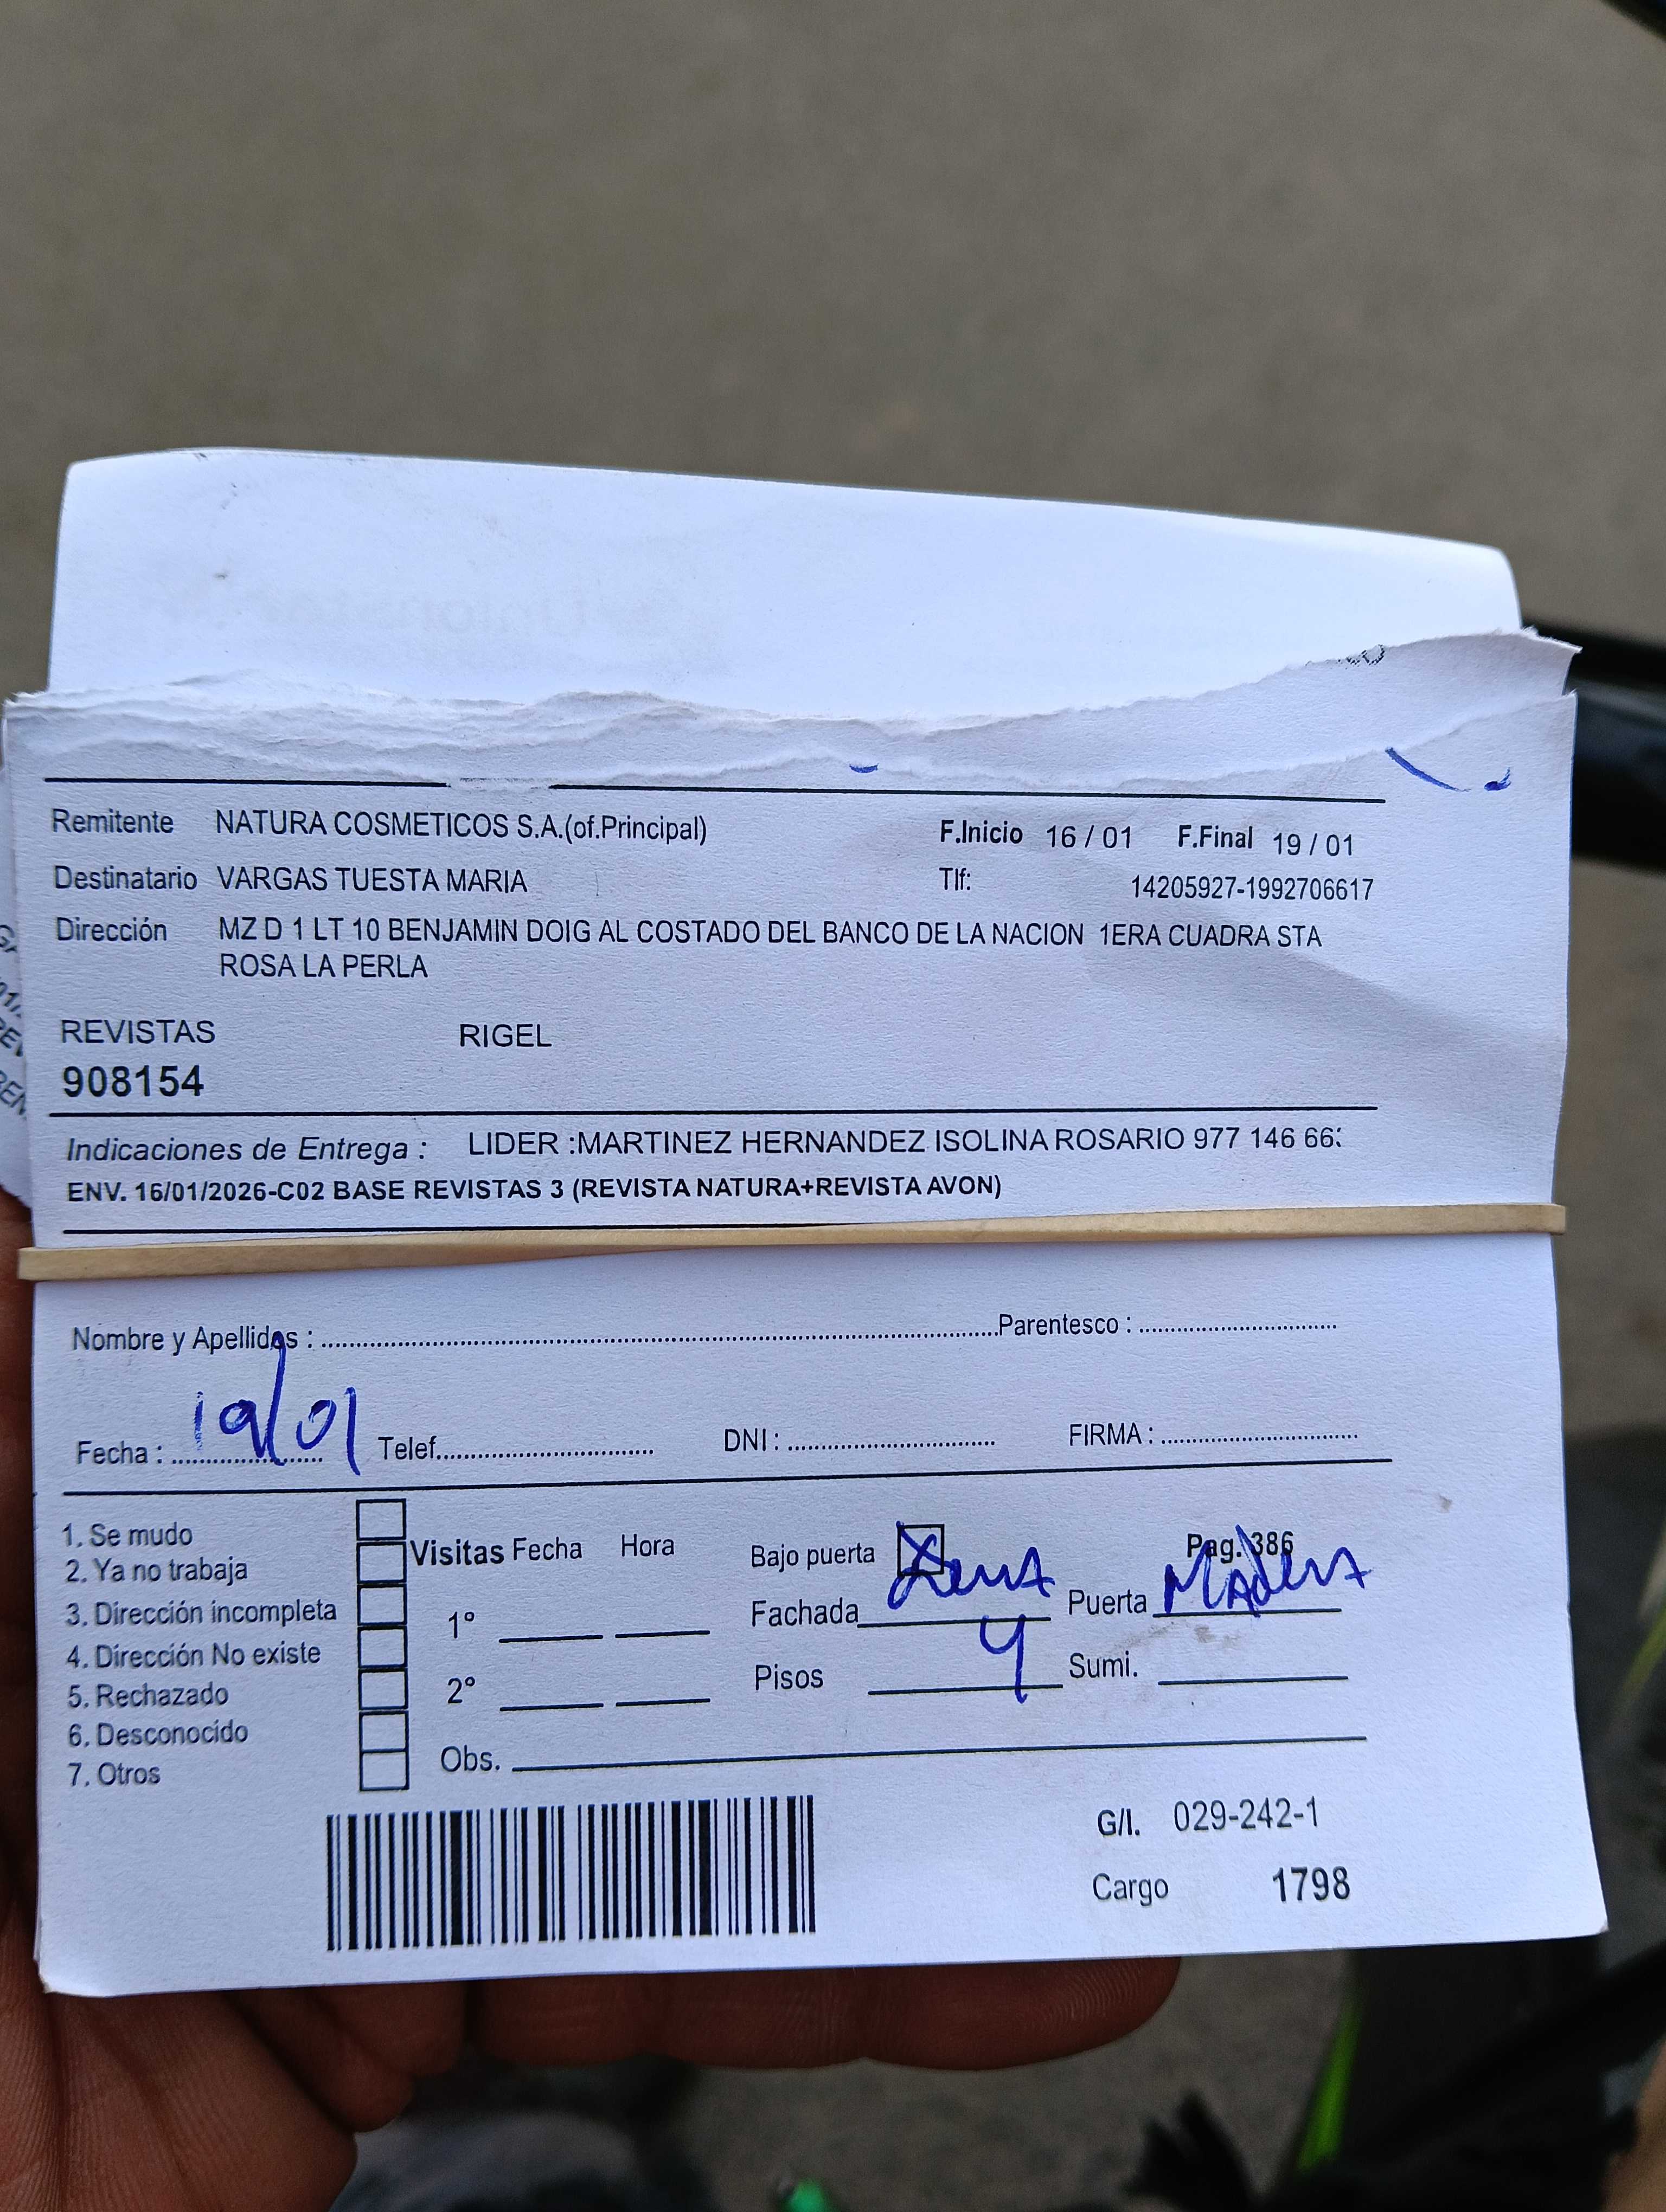 Remitente NATURA COSMETICOS S.A.(of.Principal) F.Inicio 16 / 01 F.Final 19 / 01
Destinatario VARGAS TUESTA MARIA Tlf: 14205927-1992706617
Dirección MZ D 1 LT 10 BENJAMIN DOIG AL COSTADO DEL BANCO DE LA NACION 1ERA CUADRA STA
ROSA LA PERLA
REVISTAS RIGEL
908154
Indicaciones de Entrega : LIDER :MARTINEZ HERNANDEZ ISOLINA ROSARIO 977 146 66
ENV. 16/01/2026-C02 BASE REVISTAS 3 (REVISTA NATURA+REVISTA AVON)
Nombre y Apellidos : Parentesco :
Fecha : 19/01 Telef. DNI : FIRMA :
1. Se mudo
2. Ya no trabaja
3. Dirección incompleta
4. Dirección No existe
5. Rechazado
6. Desconocido
7. Otros
Visitas Fecha Hora
1°
2°
Obs.
Bajo puerta Pag. 386
Fachada Puerta Madera
Pisos 4 Sumi.
G/I. 029-242-1
Cargo 1798